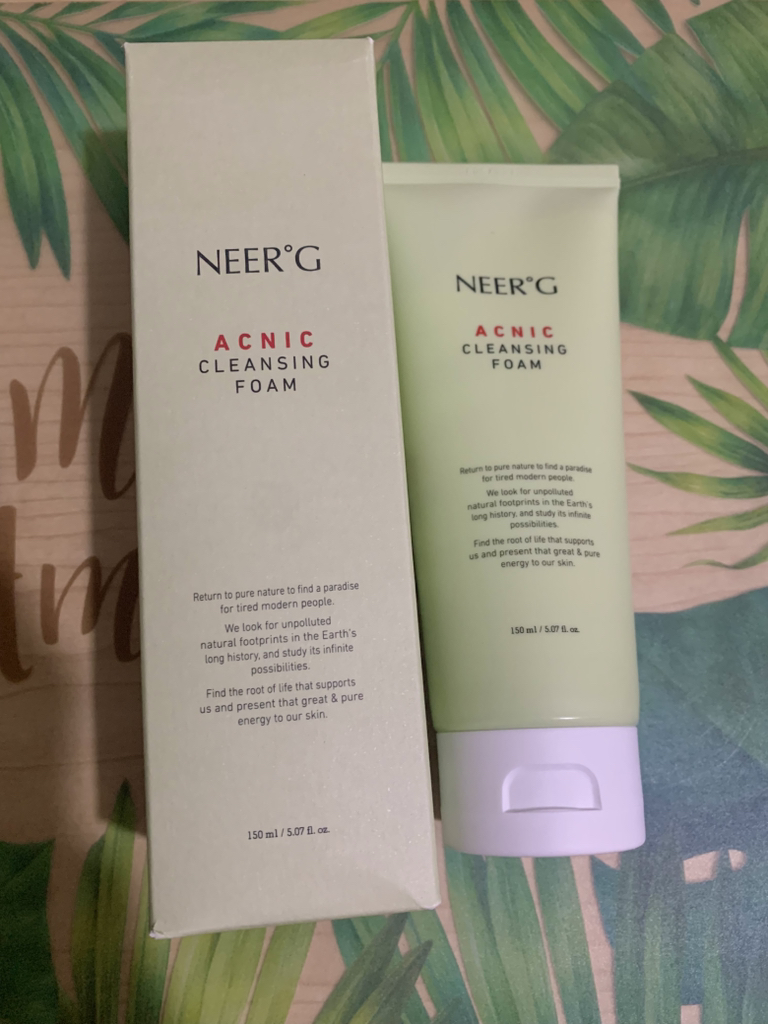 NEER°G
ACNIC
CLEANSING
FOAM
Return to pure nature to find a paradise
for tired modern people.
We look for unpolluted
natural footprints in the Earth's
long history, and study its infinite
possibilities.
Find the root of life that supports
us and present that great & pure
energy to our skin.
150 ml / 5.07 fl. oz.
NEER°G
ACNIC
CLEANSING
FOAM
Return to pure nature to find a paradise
for tired modern people.
We look for unpolluted
natural footprints in the Earth's
long history, and study its infinite
possibilities.
Find the root of life that supports
us and present that great & pure
energy to our skin.
150 ml / 5.07 fl. oz.